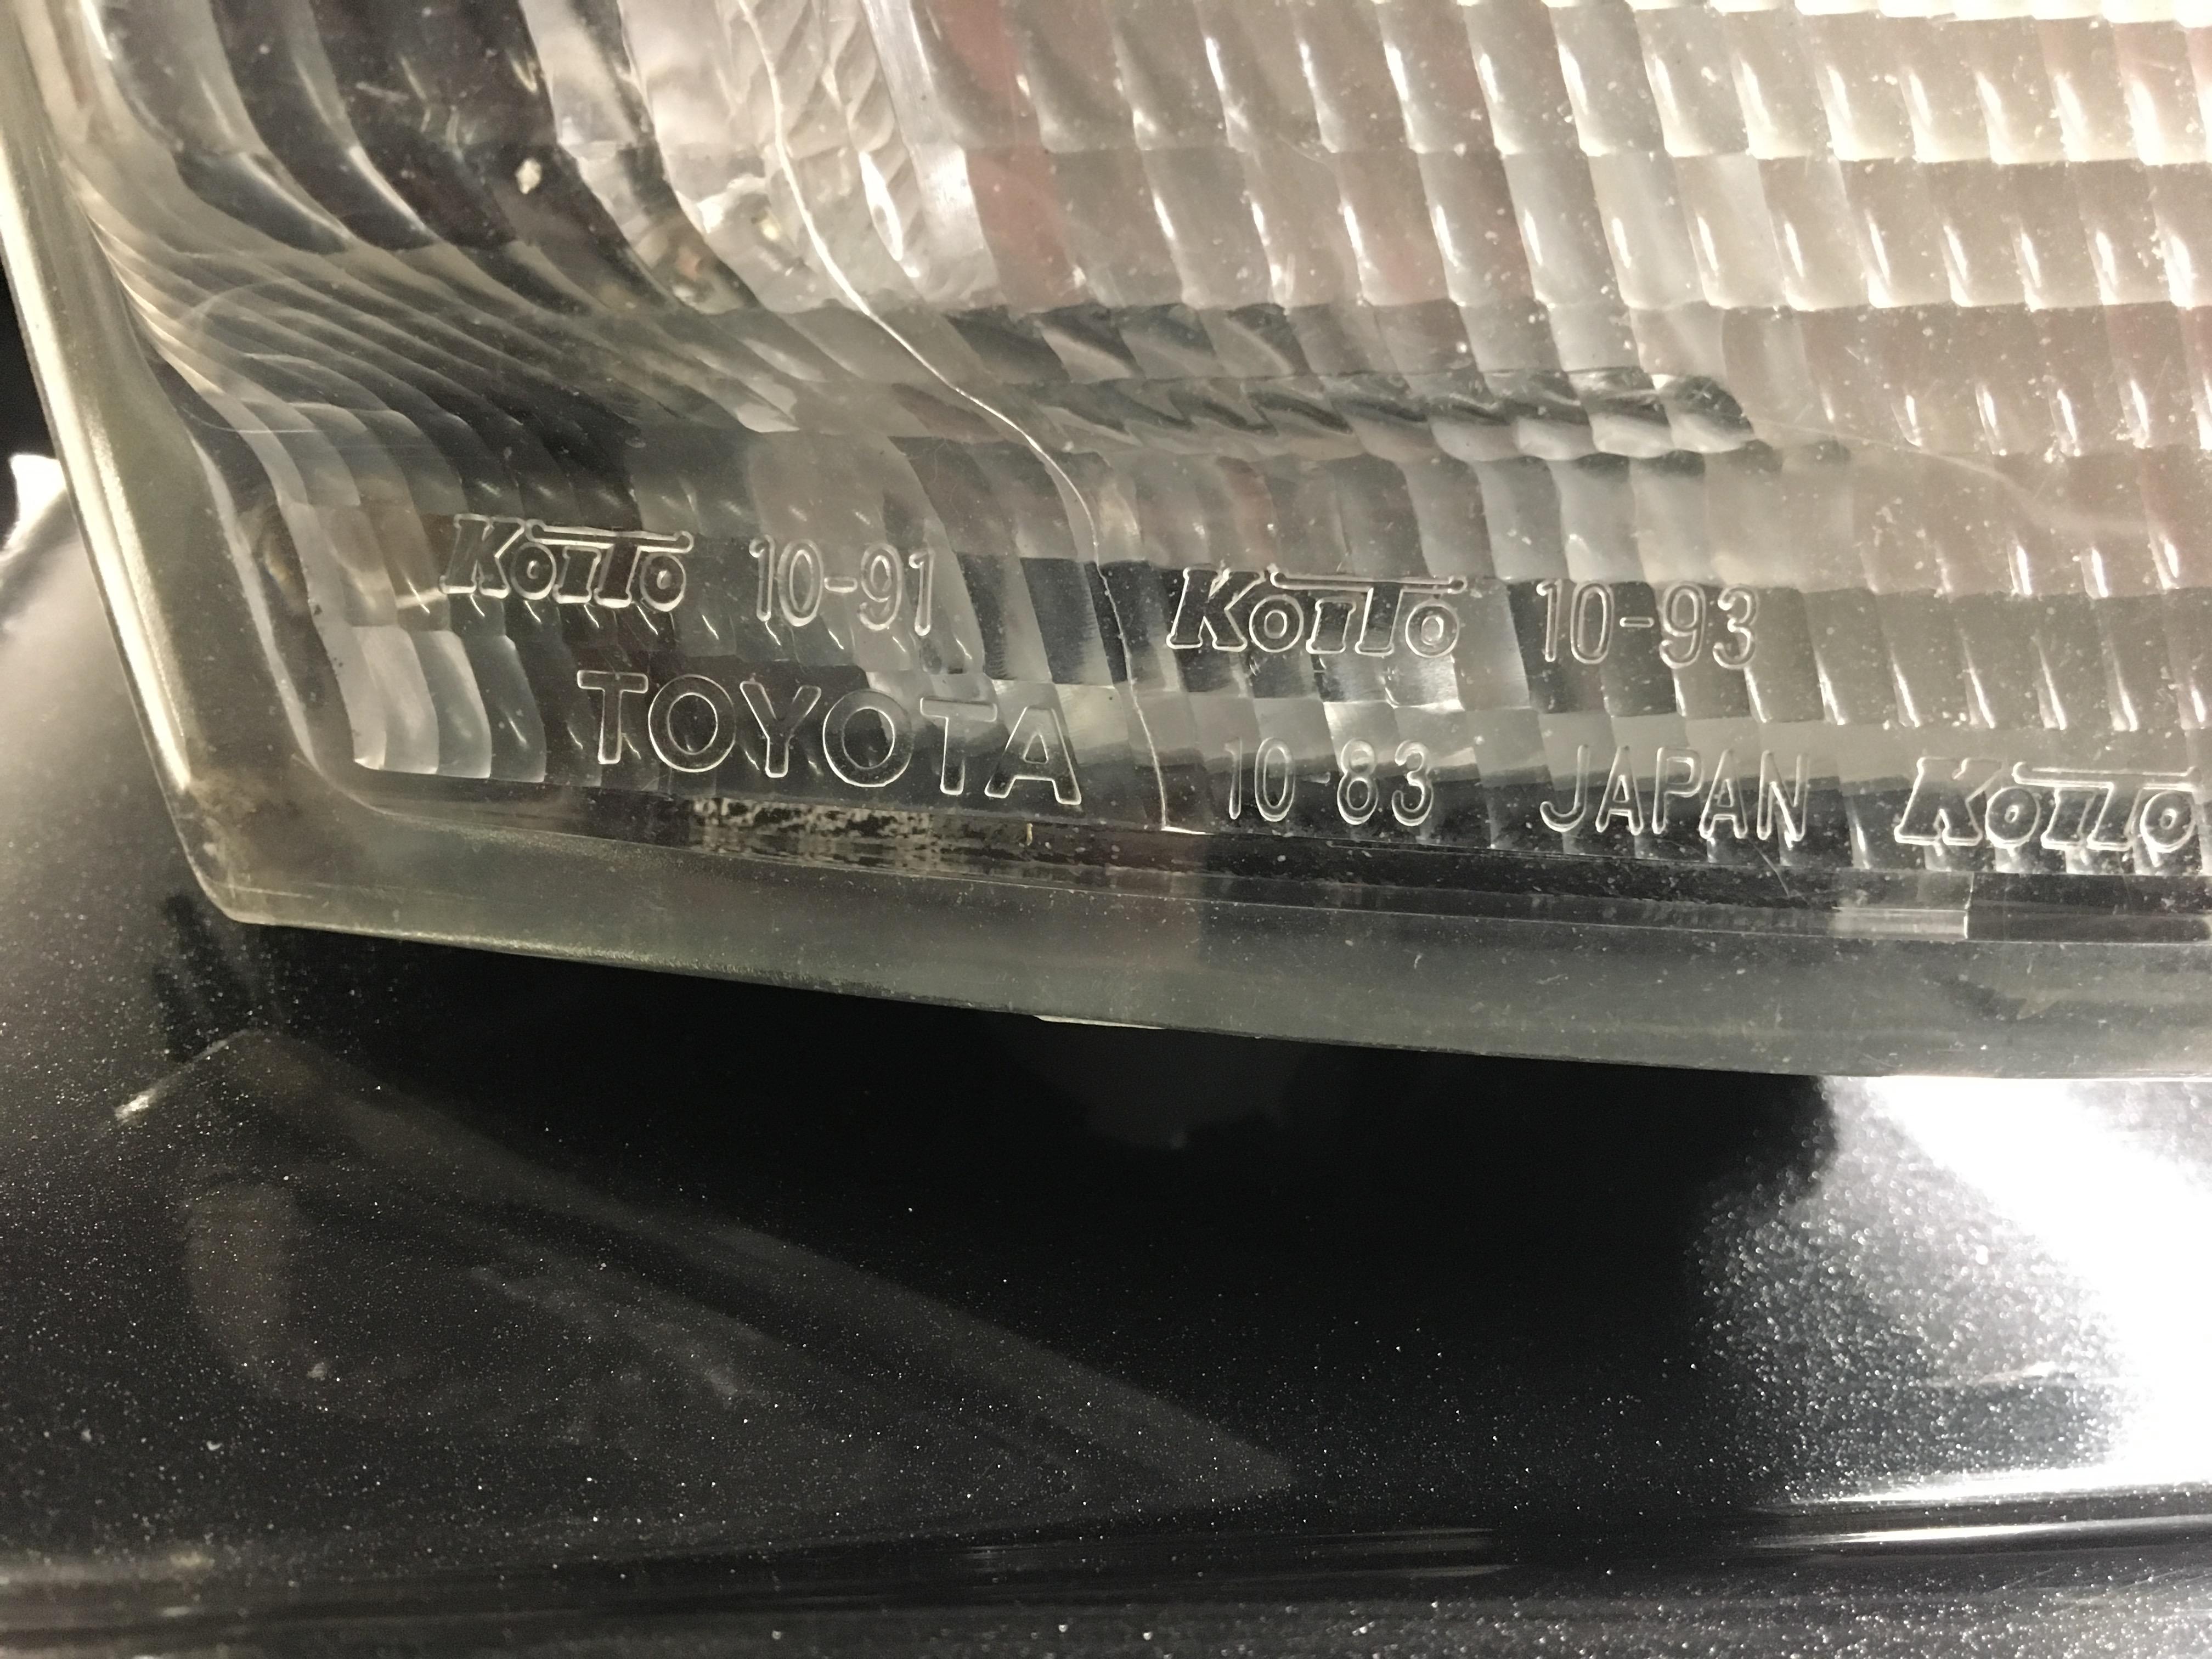 KoiTo 10-91 KoiTo 10-93
TOYOTA 10-83 JAPAN KoiTo